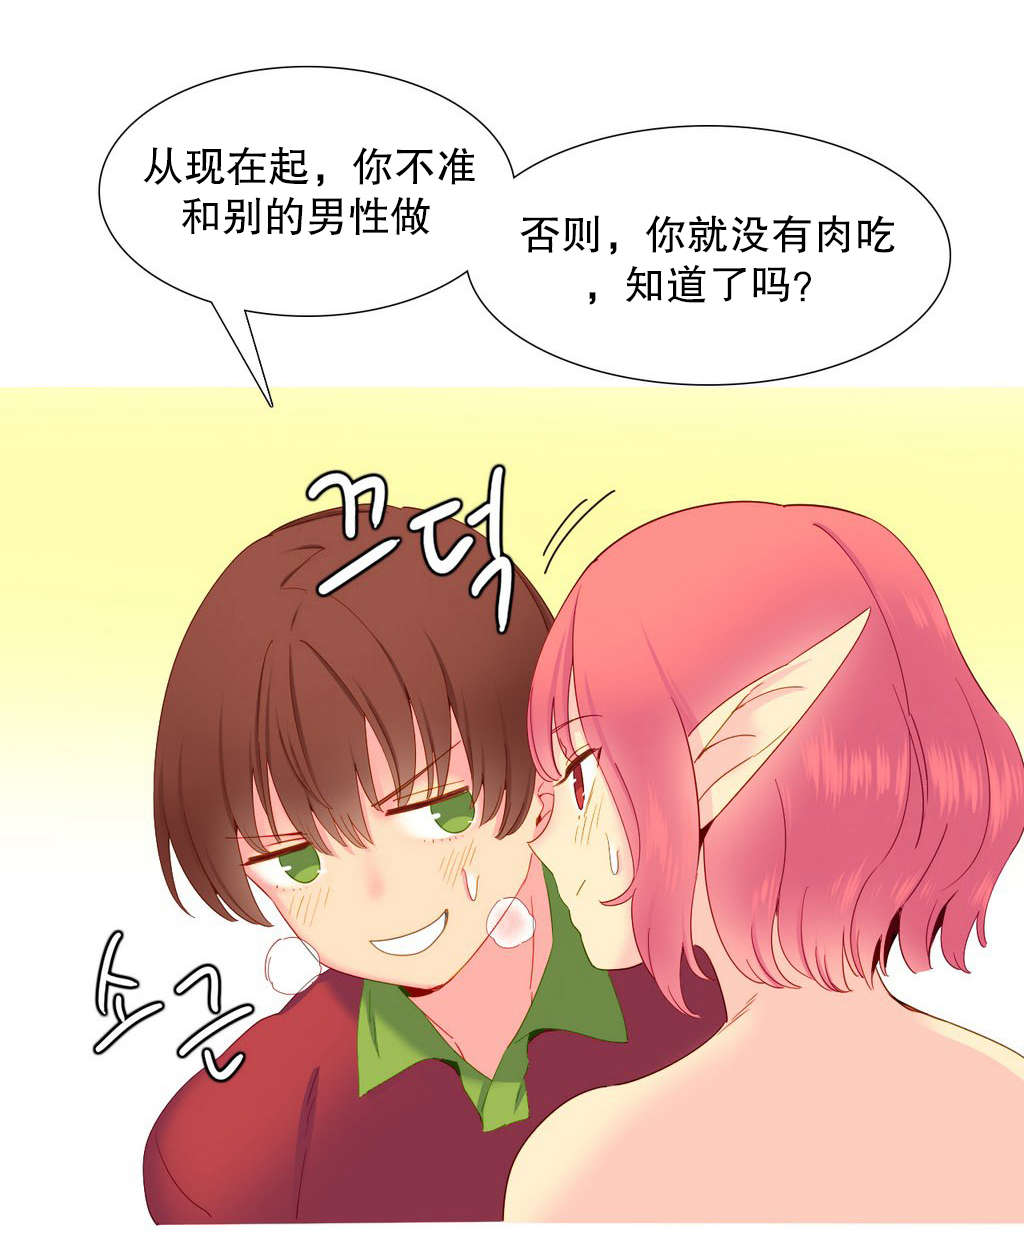 从现在起，你不准
和别的男性做
否则，你就没有肉吃
，知道了吗?
끄덕
소근